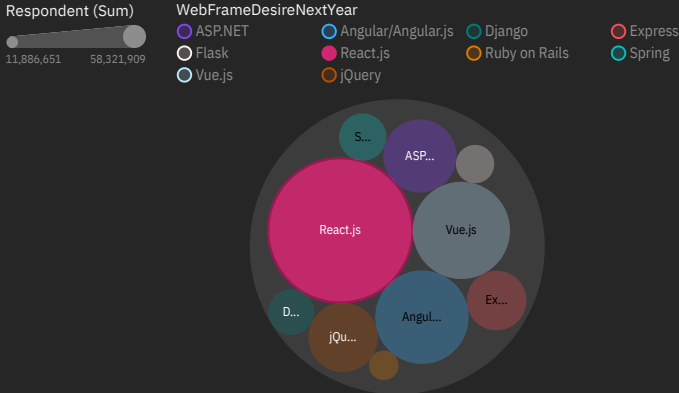 Respondent (Sum)
11,886,651 58,321,909
WebFrameDesireNextYear
ASP.NET Angular/Angular.js Django Express
Flask React.js Ruby on Rails Spring
Vue.js jQuery
S... ASP...
React.js Vue.js
D... Ex...
jQu... Angul...